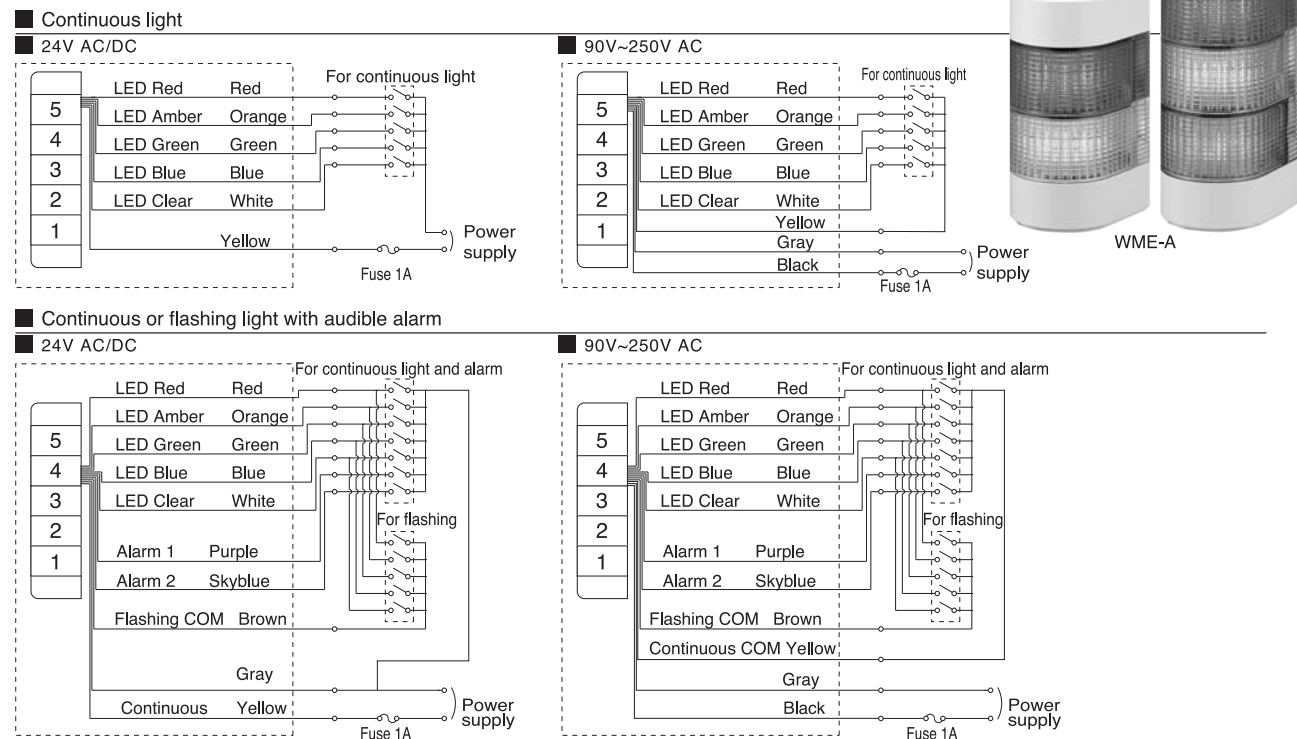 Continuous light
24V AC/DC
For continuous light
LED Red Red
5
LED Amber Orange
4
LED Green Green
3
LED Blue Blue
2
LED Clear White
1
Yellow
Power
supply
Fuse 1A
90V~250V AC
For continuous light
LED Red Red
5
LED Amber Orange
4
LED Green Green
3
LED Blue Blue
2
LED Clear White
1
Yellow
Gray
Black
Power
supply
Fuse 1A
WME-A
Continuous or flashing light with audible alarm
24V AC/DC
For continuous light and alarm
LED Red Red
LED Amber Orange
5
LED Green Green
4
LED Blue Blue
3
LED Clear White
2
For flashing
1
Alarm 1 Purple
Alarm 2 Skyblue
Flashing COM Brown
Gray
Continuous Yellow
Power
supply
Fuse 1A
90V~250V AC
For continuous light and alarm
LED Red Red
LED Amber Orange
5
LED Green Green
4
LED Blue Blue
3
LED Clear White
2
For flashing
1
Alarm 1 Purple
Alarm 2 Skyblue
Flashing COM Brown
Continuous COM Yellow
Gray
Black
Power
supply
Fuse 1A